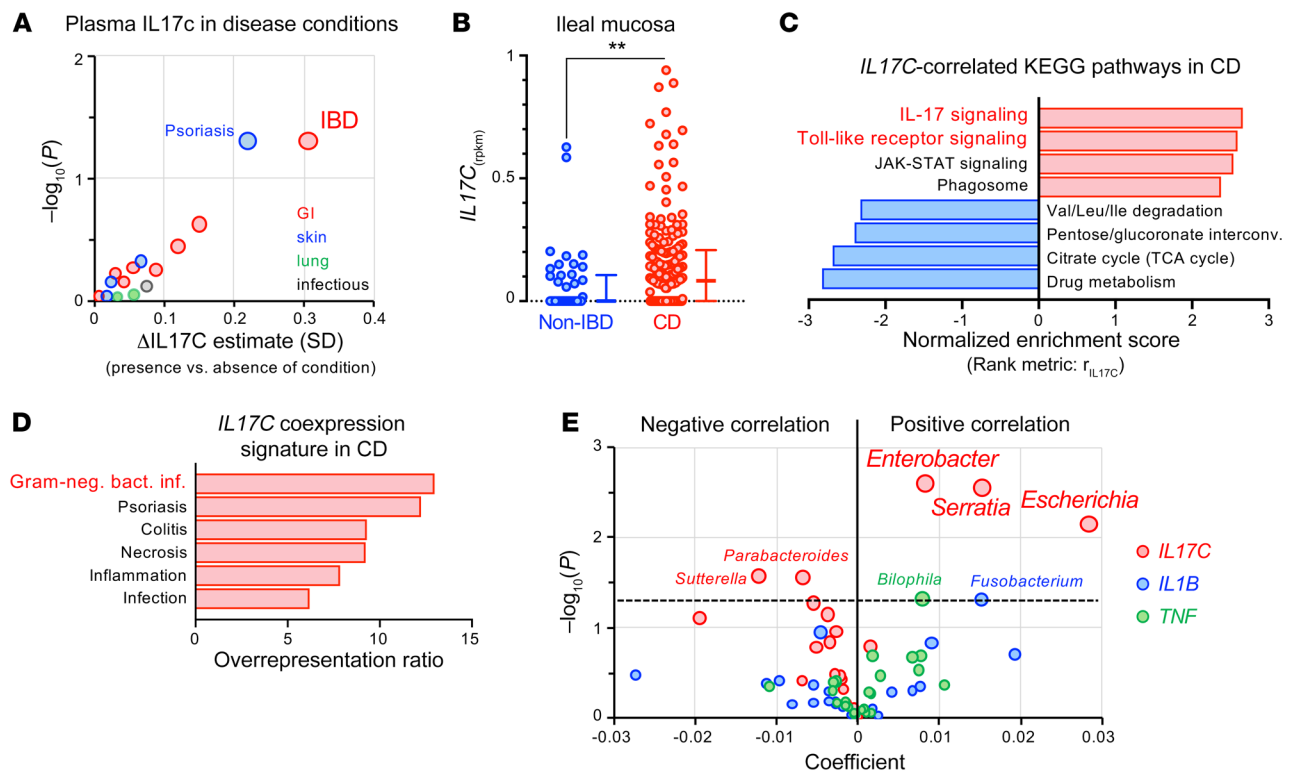 A
Plasma IL17c in disease conditions
2
1
0
–log10(P)
Psoriasis
IBD
GI
skin
lung
infectious
0
0.1
0.2
0.3
0.4
ΔIL17C estimate (SD)
(presence vs. absence of condition)
B
Ileal mucosa
**
1
0.5
0
IL17C(rpkm)
Non-IBD
CD
C
IL17C-correlated KEGG pathways in CD
IL-17 signaling
Toll-like receptor signaling
JAK-STAT signaling
Phagosome
Val/Leu/Ile degradation
Pentose/glucoronate interconv.
Citrate cycle (TCA cycle)
Drug metabolism
-3
-2
-1
0
1
2
3
Normalized enrichment score
(Rank metric: rIL17C)
D
IL17C coexpression
signature in CD
Gram-neg. bact. inf.
Psoriasis
Colitis
Necrosis
Inflammation
Infection
0
5
10
15
Overrepresentation ratio
E
Negative correlation
Positive correlation
3
2
1
0
–log10(P)
Enterobacter
Serratia
Escherichia
Parabacteroides
Sutterella
Bilophila
Fusobacterium
IL17C
IL1B
TNF
-0.03
-0.02
-0.01
0
0.01
0.02
0.03
Coefficient